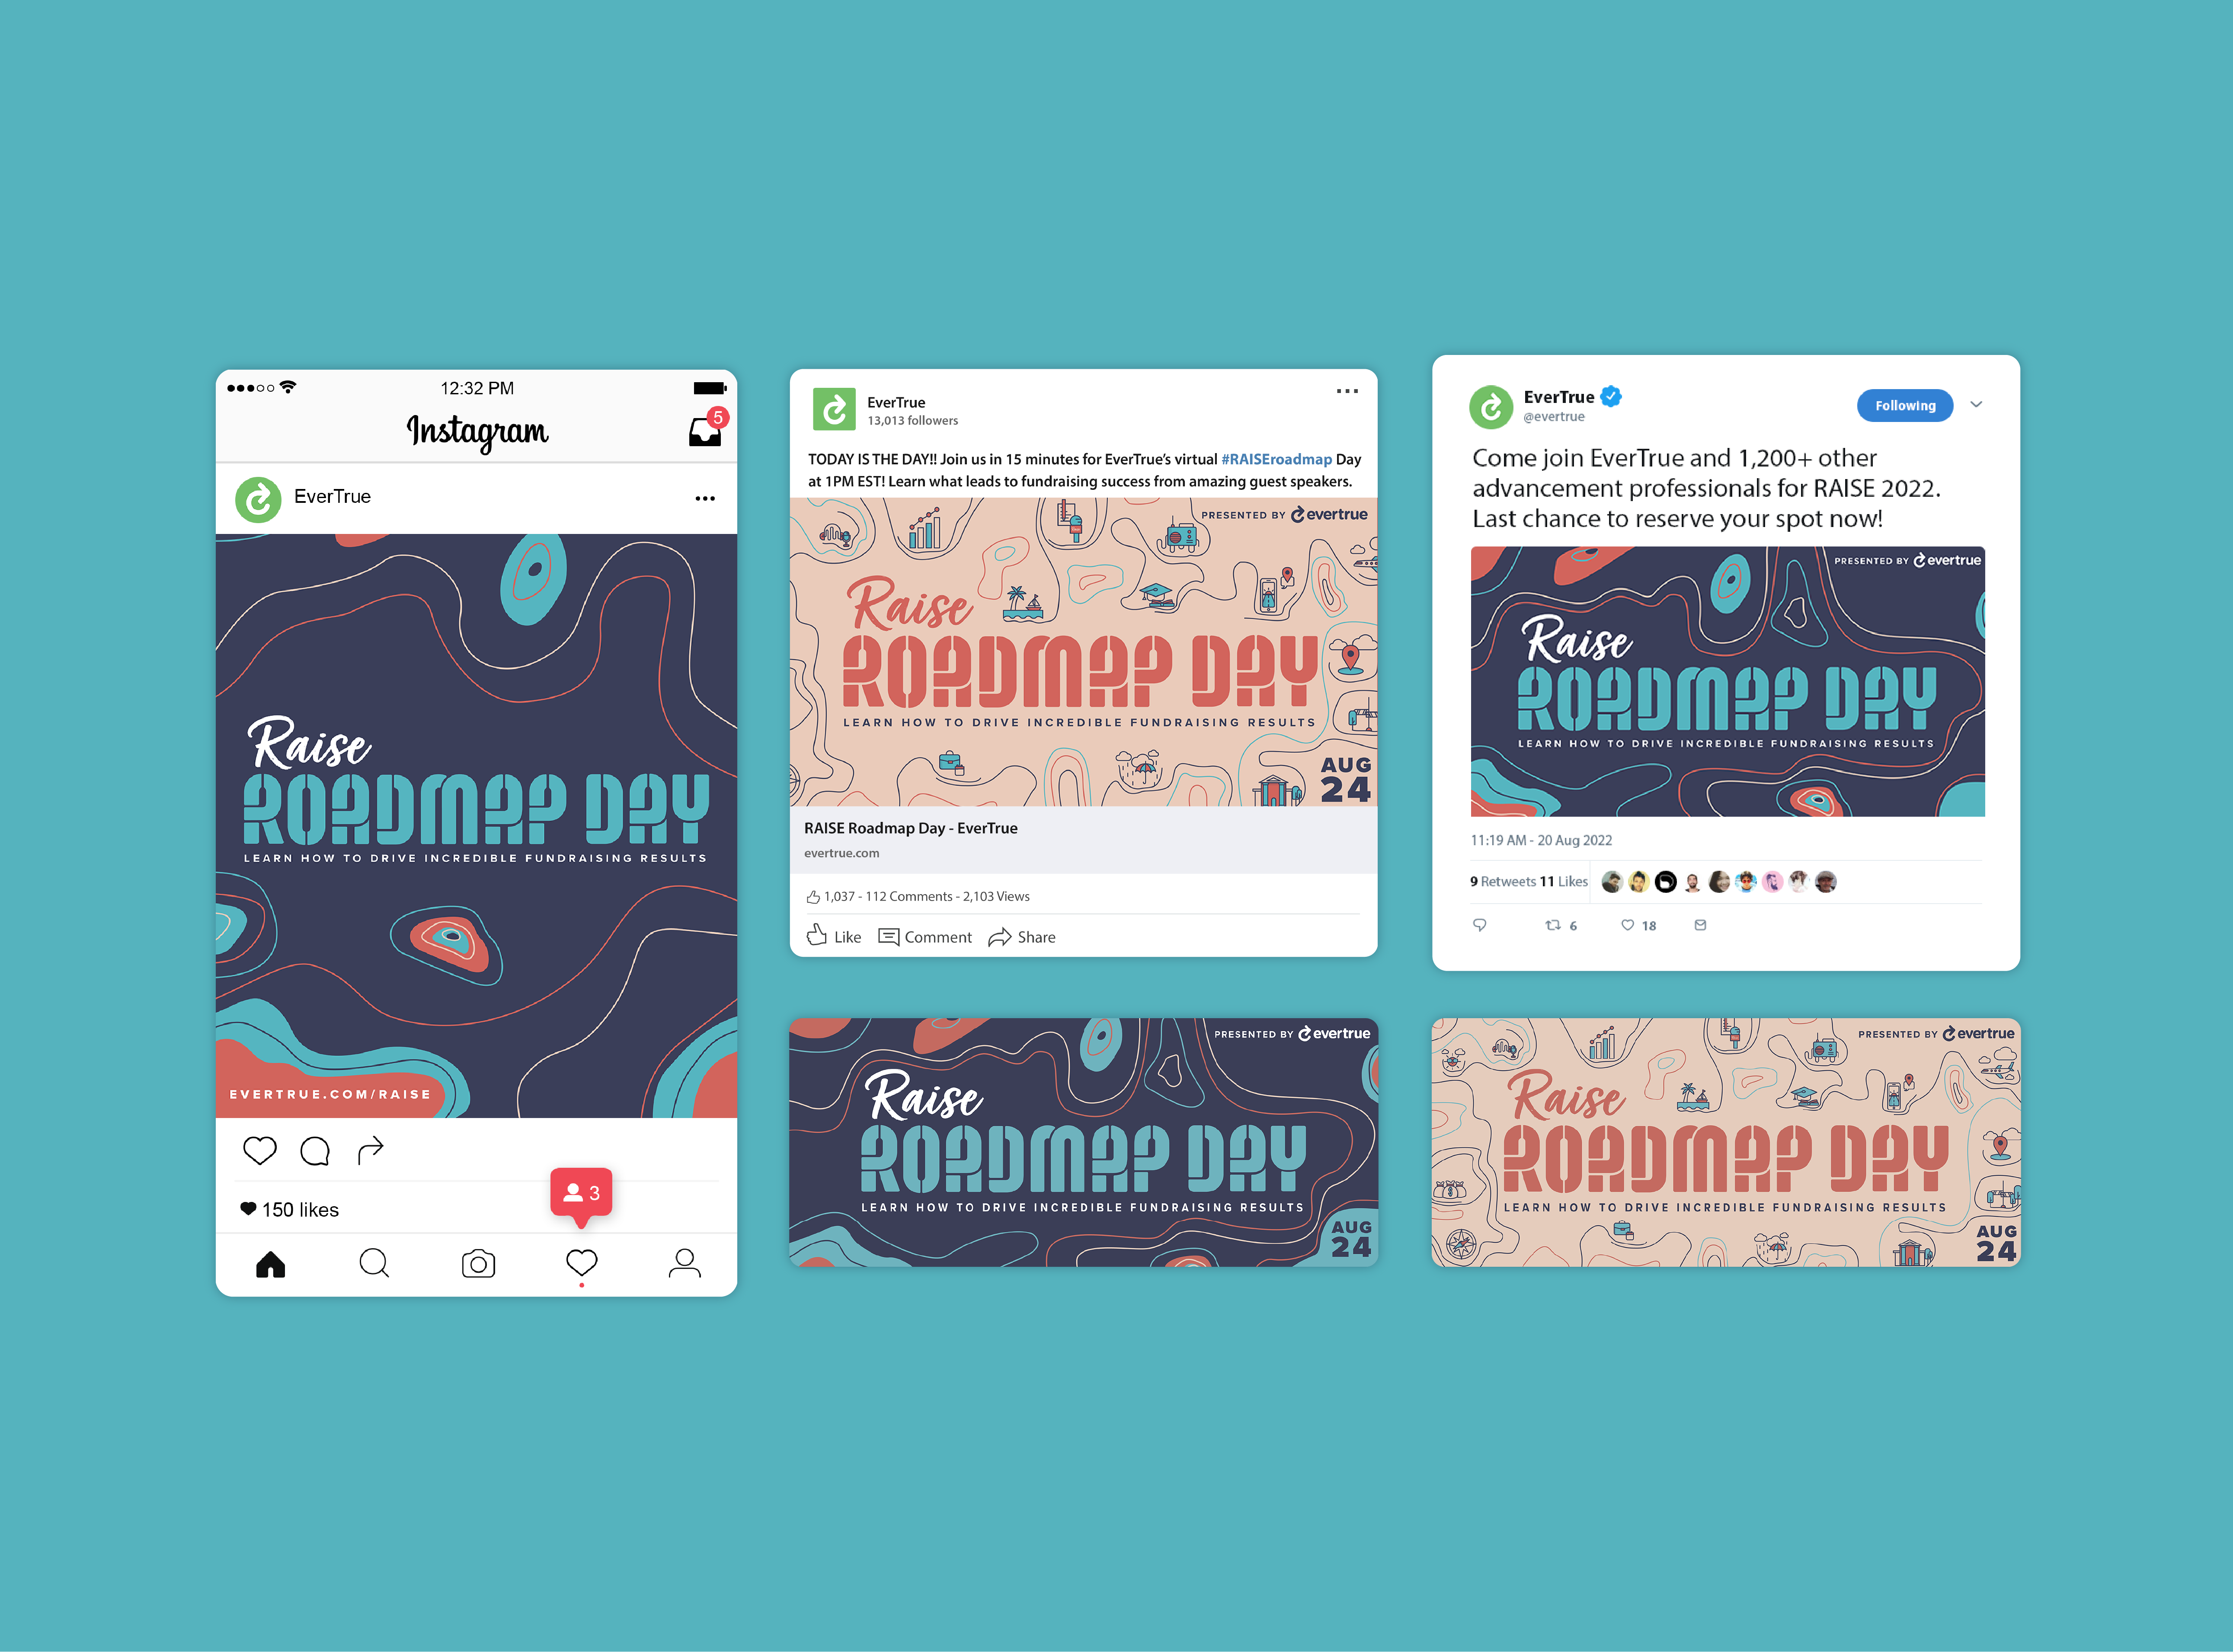 12:32 PM
Instagram
5
EverTrue
Raise
ROADMAP DAY
LEARN HOW TO DRIVE INCREDIBLE FUNDRAISING RESULTS
EVERTRUE.COM/RAISE
150 likes
3
EverTrue
13,013 followers
TODAY IS THE DAY!! Join us in 15 minutes for EverTrue's virtual #RAISEroadmap Day
at 1PM EST! Learn what leads to fundraising success from amazing guest speakers.
PRESENTED BY evertrue
Raise
ROADMAP DAY
LEARN HOW TO DRIVE INCREDIBLE FUNDRAISING RESULTS
AUG
24
RAISE Roadmap Day - EverTrue
evertrue.com
1,037 - 112 Comments - 2,103 Views
Like Comment Share
EverTrue
@evertrue
Following
Come join EverTrue and 1,200+ other
advancement professionals for RAISE 2022.
Last chance to reserve your spot now!
PRESENTED BY evertrue
Raise
ROADMAP DAY
LEARN HOW TO DRIVE INCREDIBLE FUNDRAISING RESULTS
11:19 AM - 20 Aug 2022
9 Retweets 11 Likes
6 18
PRESENTED BY evertrue
Raise
ROADMAP DAY
LEARN HOW TO DRIVE INCREDIBLE FUNDRAISING RESULTS
AUG
24
PRESENTED BY evertrue
Raise
ROADMAP DAY
LEARN HOW TO DRIVE INCREDIBLE FUNDRAISING RESULTS
AUG
24